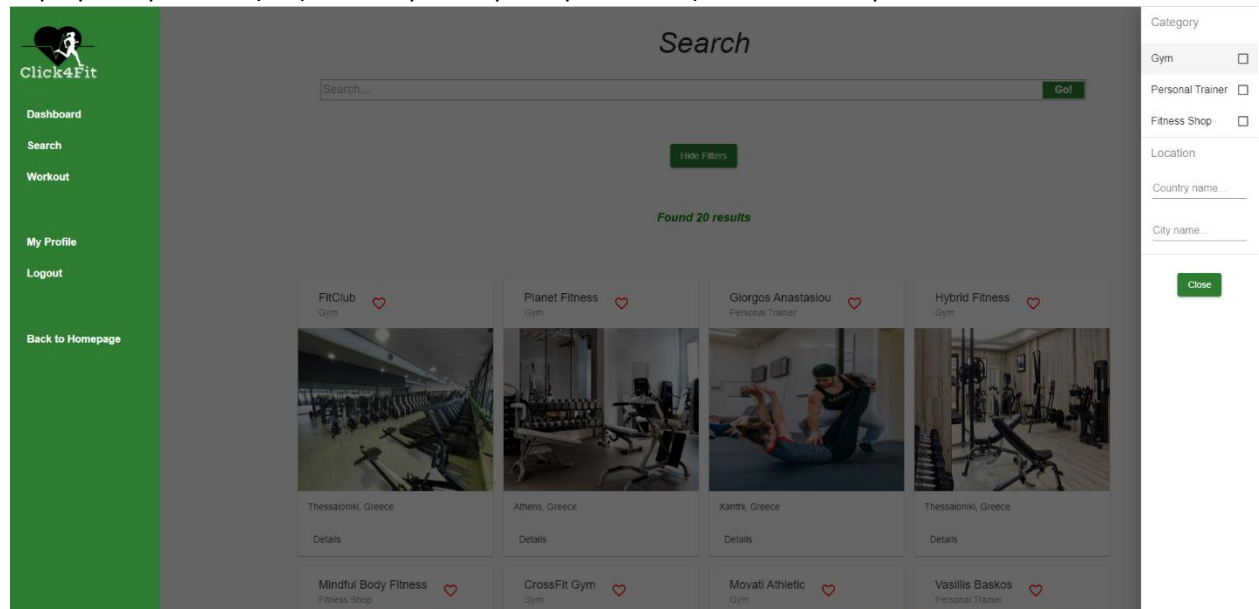 Click4Fit
Dashboard
Search
Workout
My Profile
Logout
Back to Homepage
Search
Search...
Go!
Hide Filters
Found 20 results
FitClub
Gym
Planet Fitness
Gym
Giorgos Anastasiou
Personal Trainer
Hybrid Fitness
Gym
Thessaloniki, Greece
Athens, Greece
Xanthi, Greece
Thessaloniki, Greece
Details
Details
Details
Details
Mindful Body Fitness
Fitness Shop
CrossFit Gym
Gym
Movati Athletic
Gym
Vasillis Baskos
Personal Trainer
Category
Gym
Personal Trainer
Fitness Shop
Location
Country name...
City name...
Close